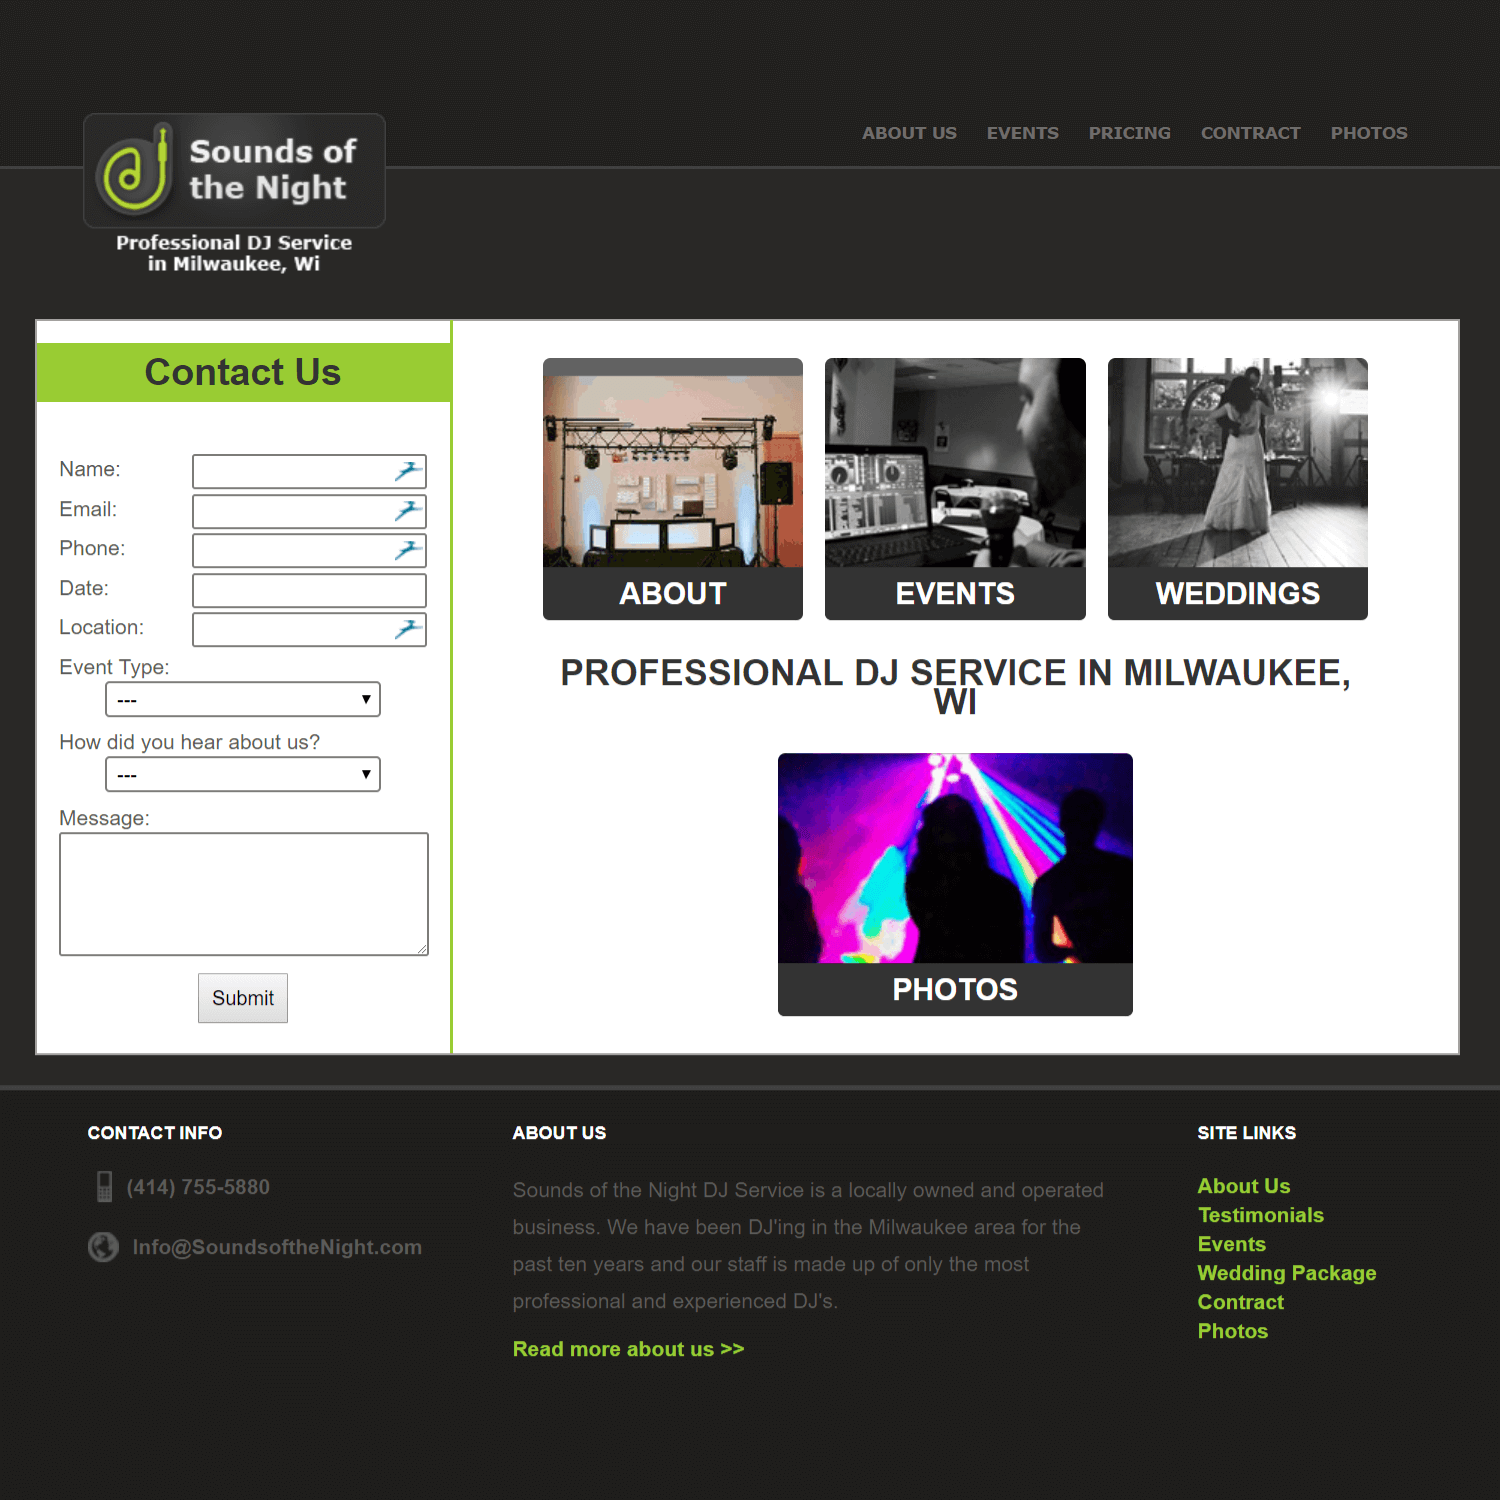 ABOUT US EVENTS PRICING CONTRACT PHOTOS
Sounds of
the Night
Professional DJ Service
in Milwaukee, Wi
Contact Us
Name:
Email:
Phone:
Date:
Location:
Event Type:
---
How did you hear about us?
---
Message:
Submit
ABOUT
EVENTS
WEDDINGS
PROFESSIONAL DJ SERVICE IN MILWAUKEE,
WI
PHOTOS
CONTACT INFO
(414) 755-5880
Info@SoundsoftheNight.com
ABOUT US
Sounds of the Night DJ Service is a locally owned and operated
business. We have been DJ'ing in the Milwaukee area for the
past ten years and our staff is made up of only the most
professional and experienced DJ's.
Read more about us >>
SITE LINKS
About Us
Testimonials
Events
Wedding Package
Contract
Photos